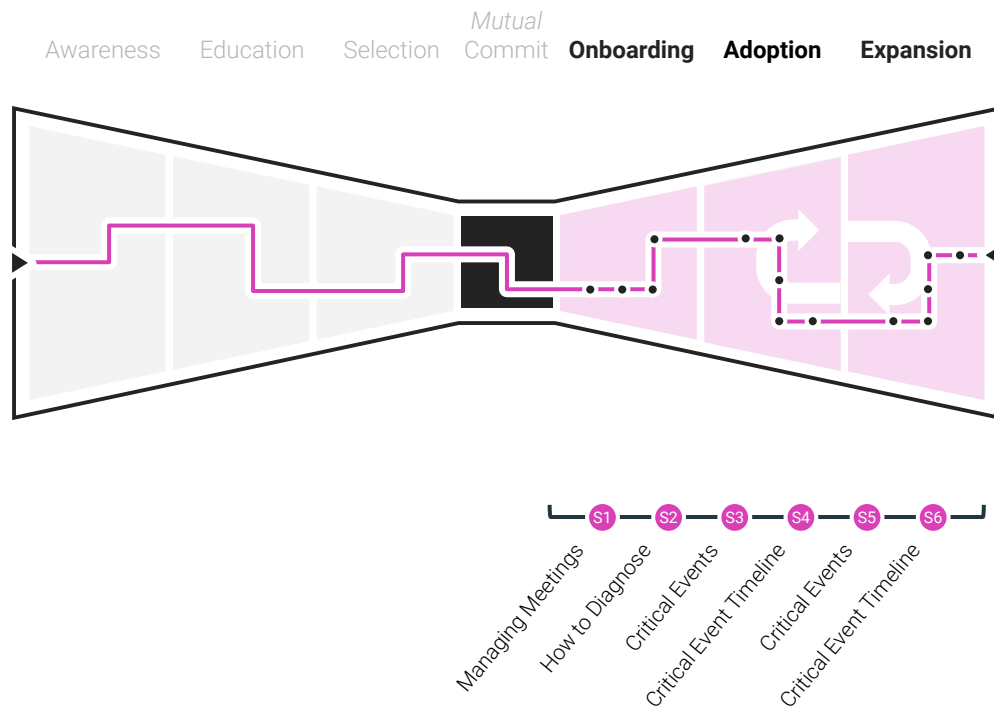 Awareness
Education
Selection
Mutual
Commit
Onboarding
Adoption
Expansion
S1
S2
S3
S4
S5
S6
Managing Meetings
How to Diagnose
Critical Events
Critical Event Timeline
Critical Events
Critical Event Timeline